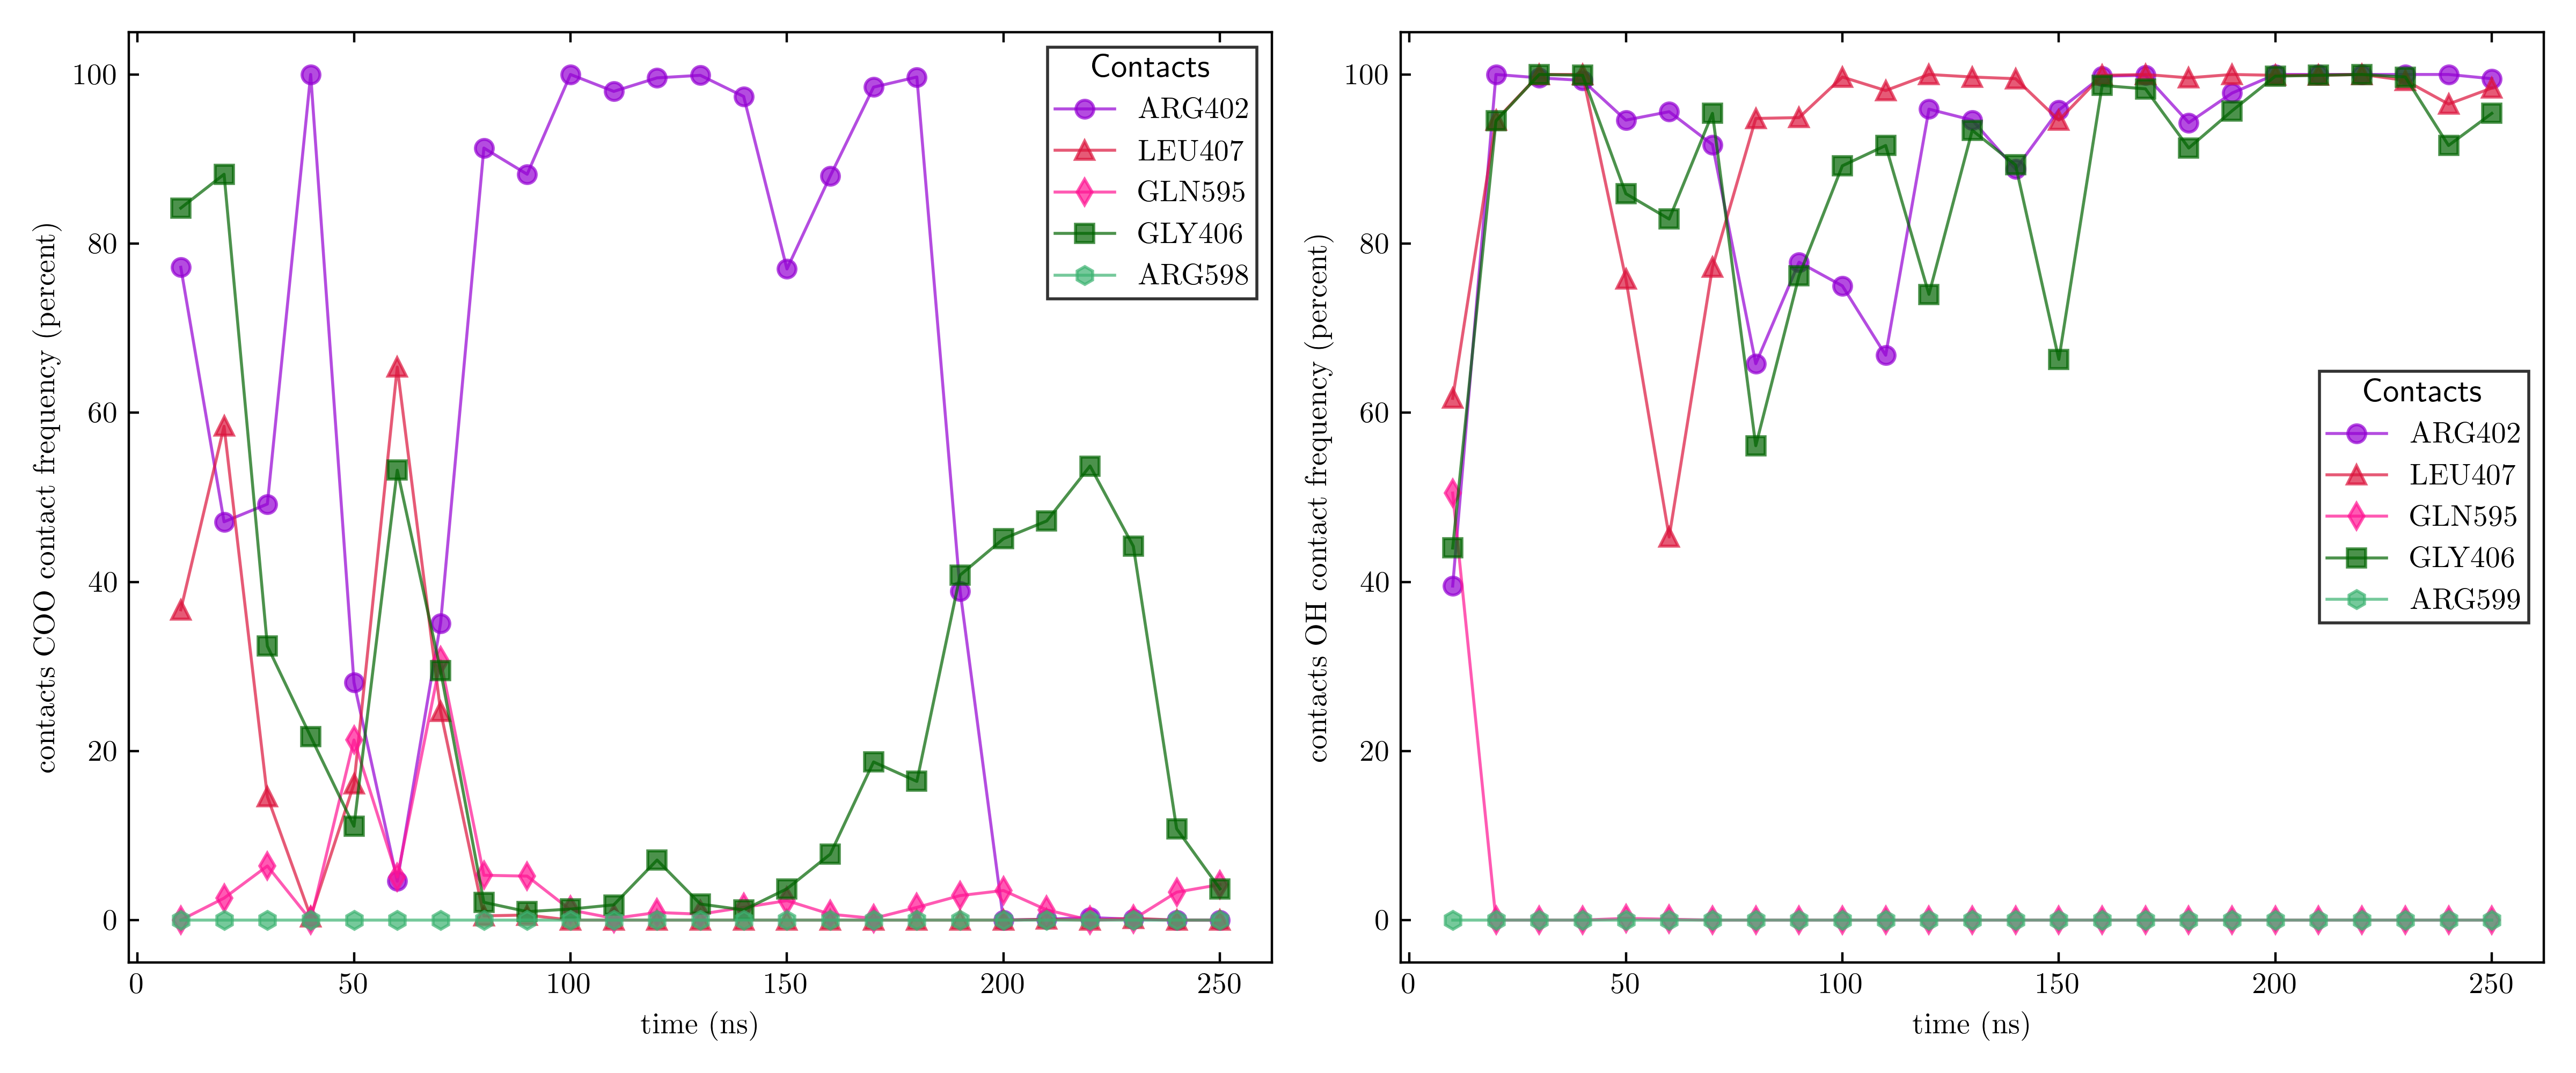 contacts COO contact frequency (percent)
100
80
60
40
20
0
0 50 100 150 200 250
time (ns)
Contacts
ARG402
LEU407
GLN595
GLY406
ARG598
contacts OH contact frequency (percent)
100
80
60
40
20
0
0 50 100 150 200 250
time (ns)
Contacts
ARG402
LEU407
GLN595
GLY406
ARG599